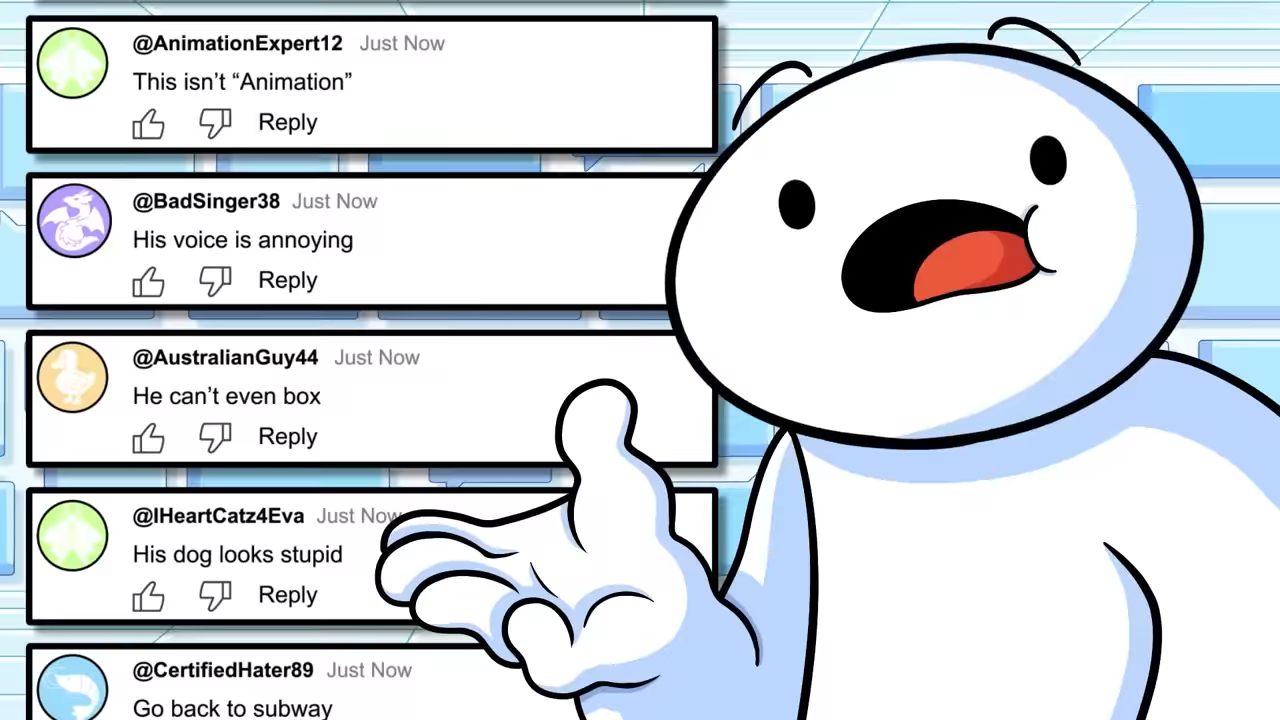 @AnimationExpert12 Just Now
This isn’t “Animation”
Reply
@BadSinger38 Just Now
His voice is annoying
Reply
@AustralianGuy44 Just Now
He can’t even box
Reply
@IHeartCatz4Eva Just Now
His dog looks stupid
Reply
@CertifiedHater89 Just Now
Go back to subway